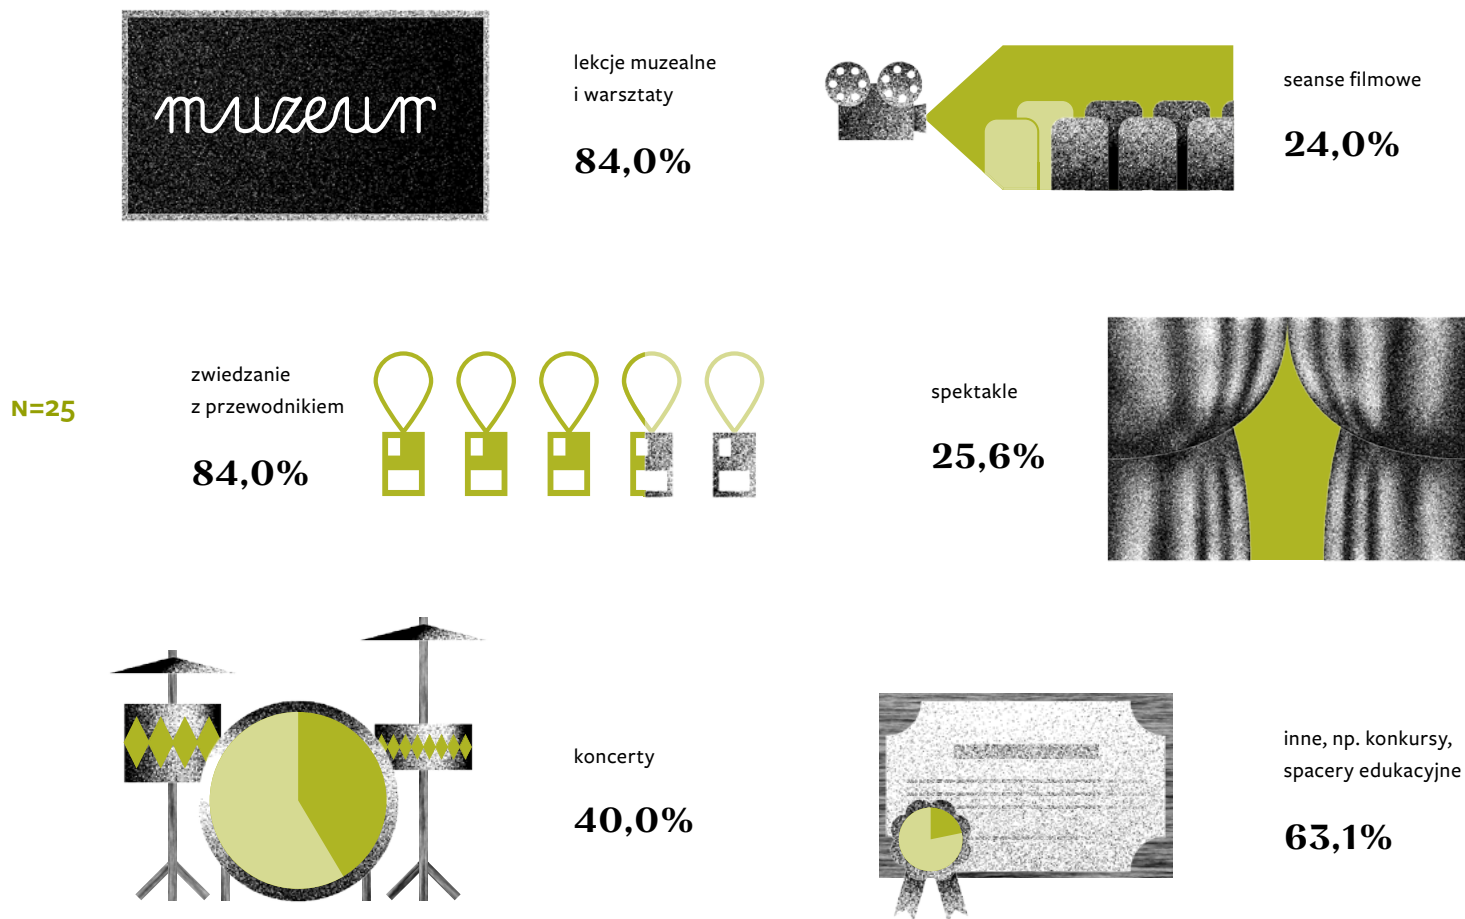 muzeum
lekcje muzealne
i warsztaty
84,0%
seanse filmowe
24,0%
N=25
zwiedzanie
z przewodnikiem
84,0%
spektakle
25,6%
koncerty
40,0%
inne, np. konkursy,
spacery edukacyjne
63,1%